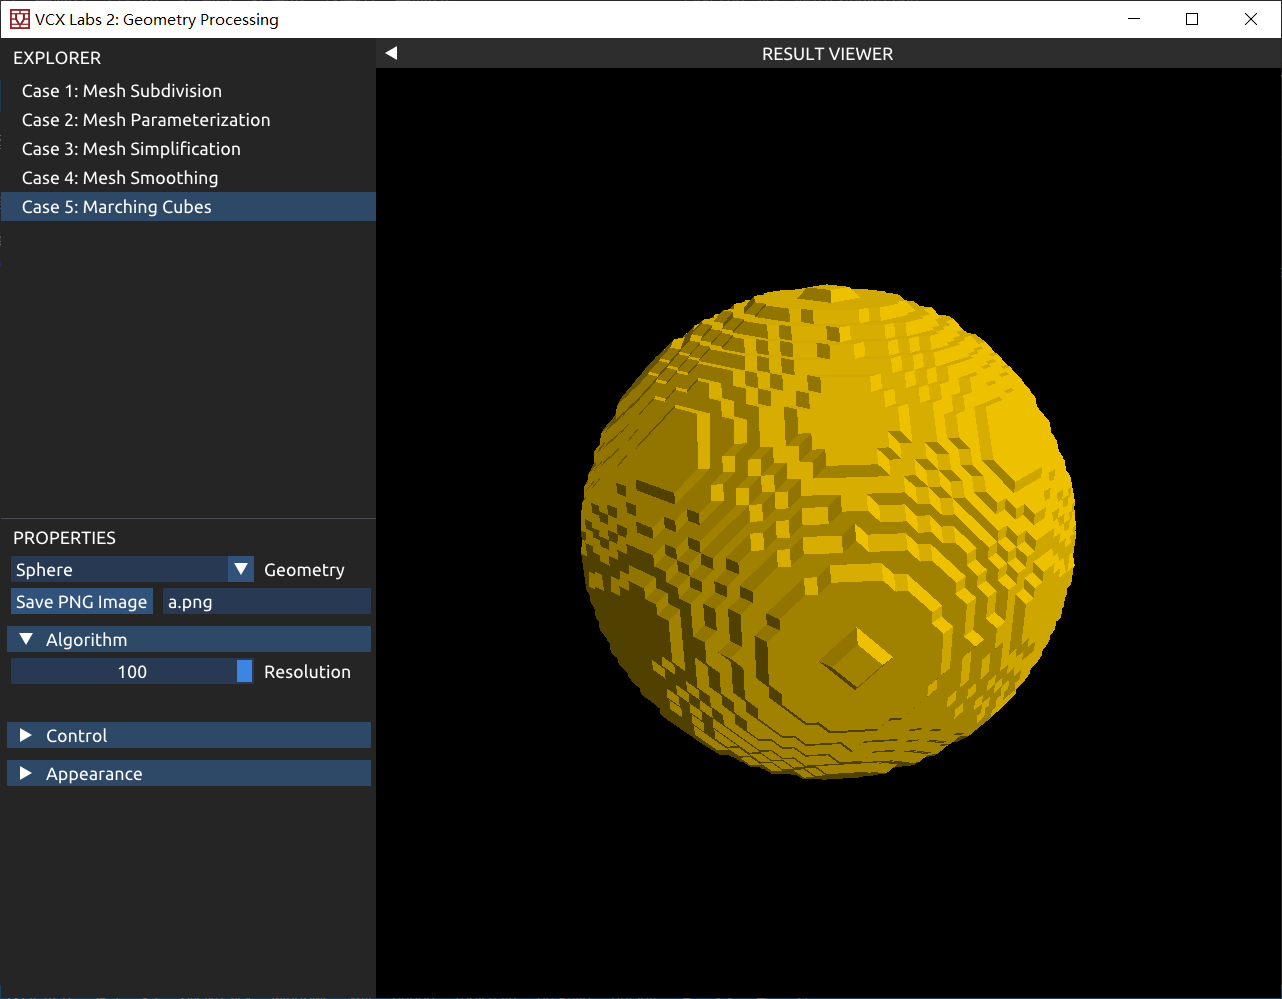 VCX Labs 2: Geometry Processing
EXPLORER
Case 1: Mesh Subdivision
Case 2: Mesh Parameterization
Case 3: Mesh Simplification
Case 4: Mesh Smoothing
Case 5: Marching Cubes
RESULT VIEWER
PROPERTIES
Sphere Geometry
Save PNG Image a.png
Algorithm
100 Resolution
Control
Appearance